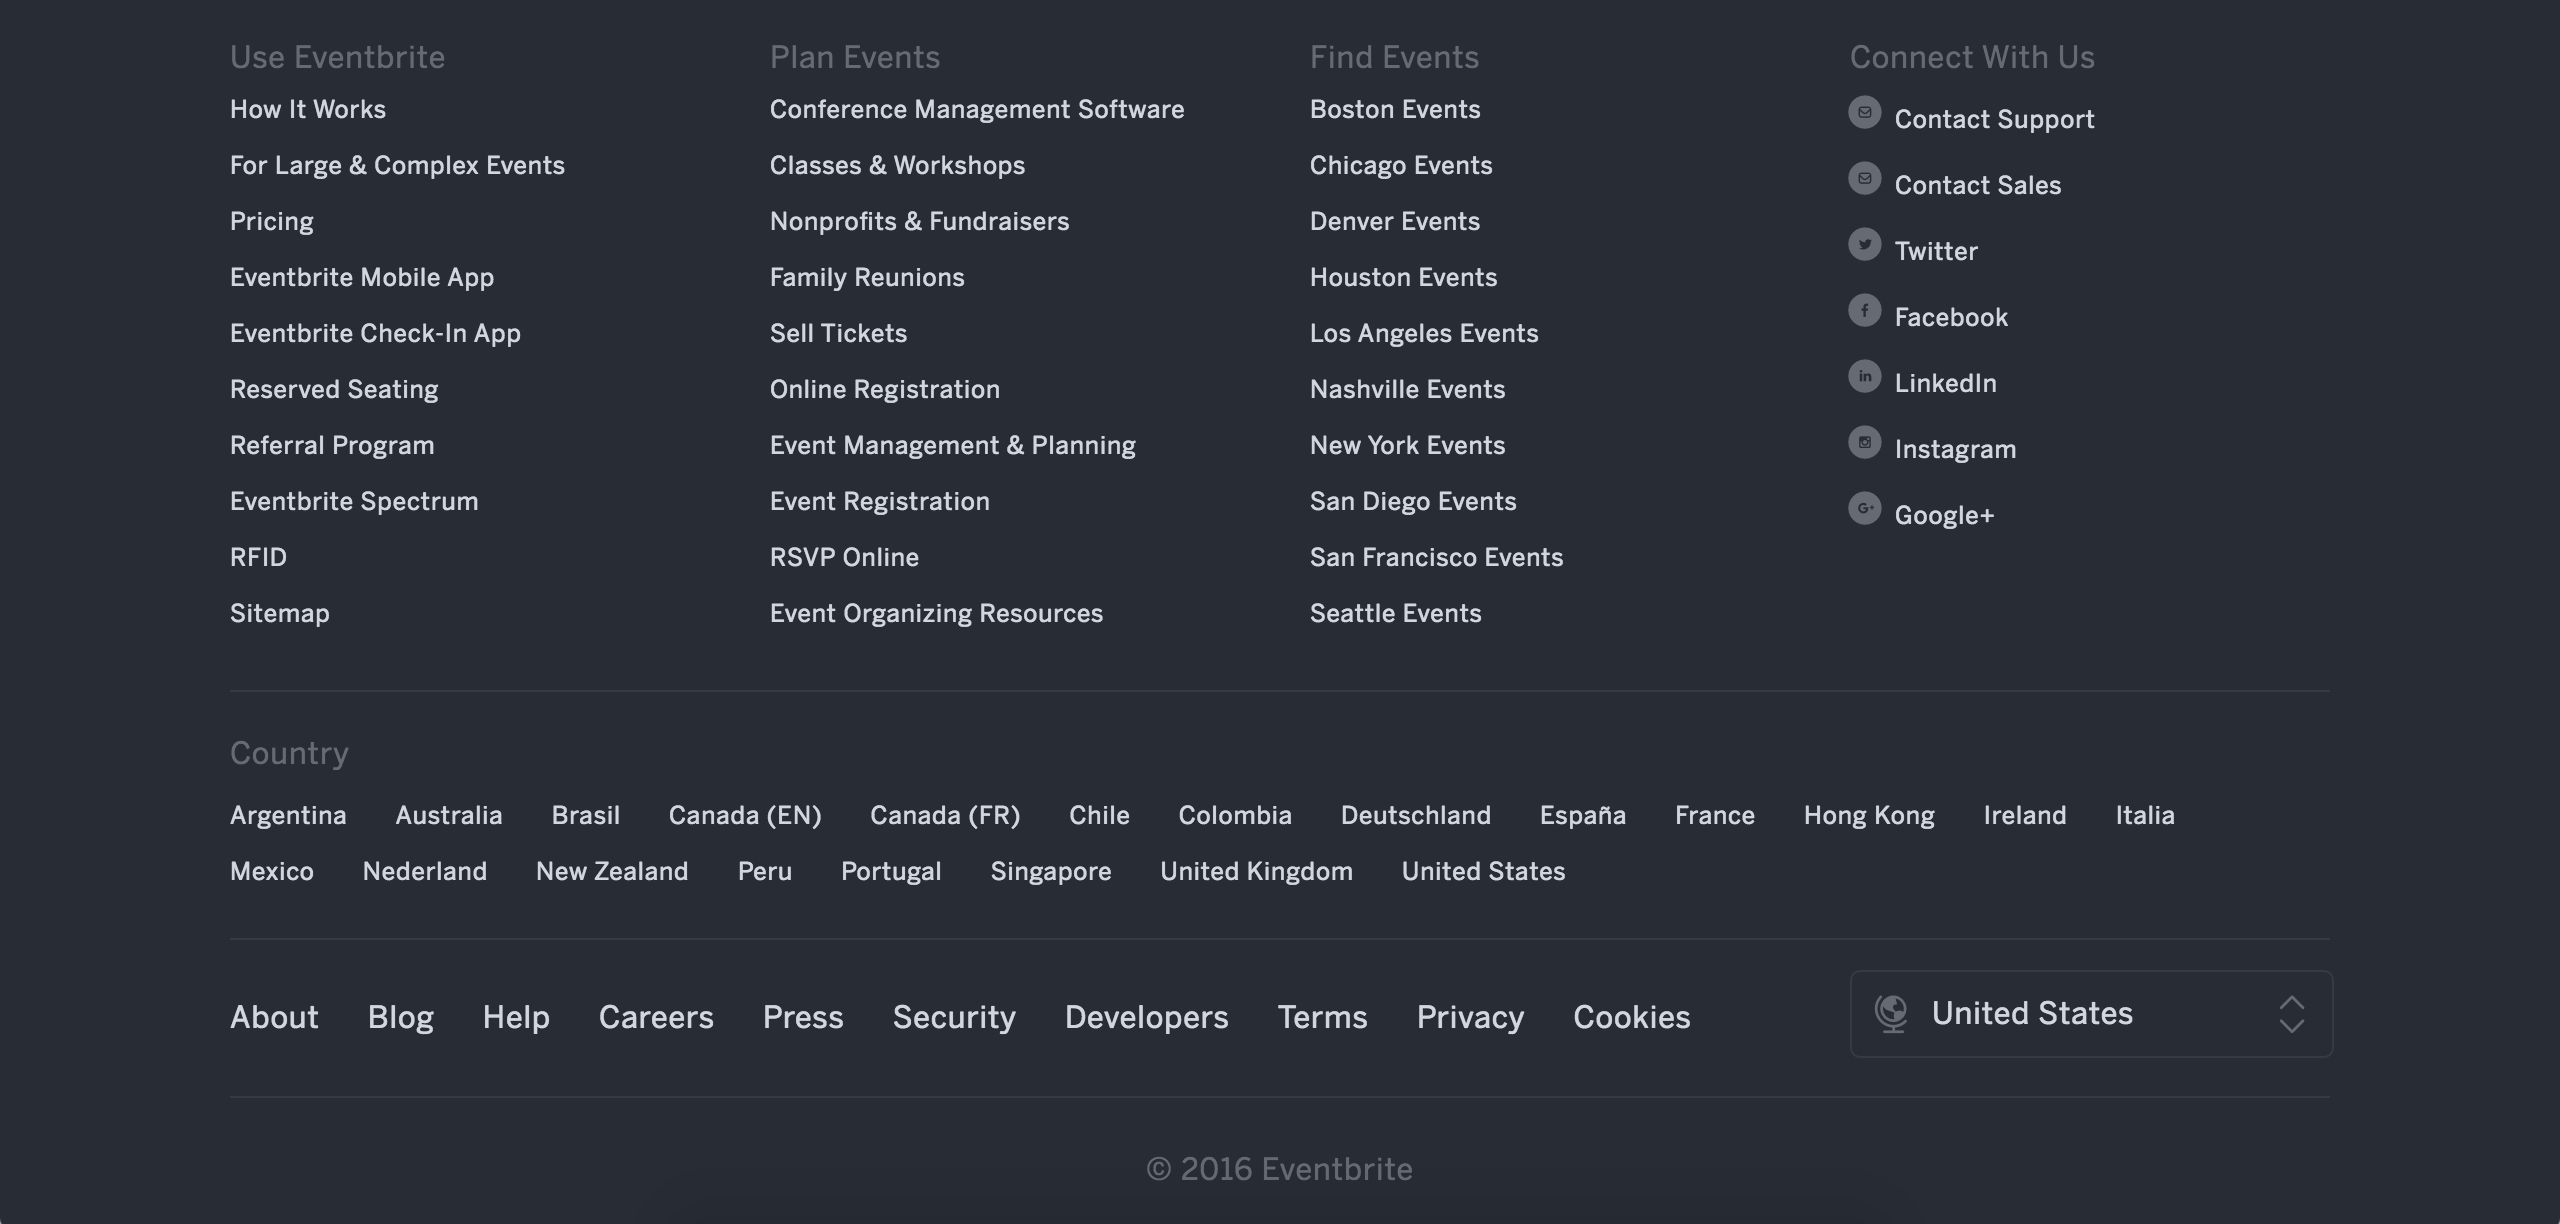 Use Eventbrite
How It Works
For Large & Complex Events
Pricing
Eventbrite Mobile App
Eventbrite Check-In App
Reserved Seating
Referral Program
Eventbrite Spectrum
RFID
Sitemap
Plan Events
Conference Management Software
Classes & Workshops
Nonprofits & Fundraisers
Family Reunions
Sell Tickets
Online Registration
Event Management & Planning
Event Registration
RSVP Online
Event Organizing Resources
Find Events
Boston Events
Chicago Events
Denver Events
Houston Events
Los Angeles Events
Nashville Events
New York Events
San Diego Events
San Francisco Events
Seattle Events
Connect With Us
Contact Support
Contact Sales
Twitter
Facebook
LinkedIn
Instagram
Google+
Country
Argentina Australia Brasil Canada (EN) Canada (FR) Chile Colombia Deutschland España France Hong Kong Ireland Italia
Mexico Nederland New Zealand Peru Portugal Singapore United Kingdom United States
About Blog Help Careers Press Security Developers Terms Privacy Cookies United States
© 2016 Eventbrite